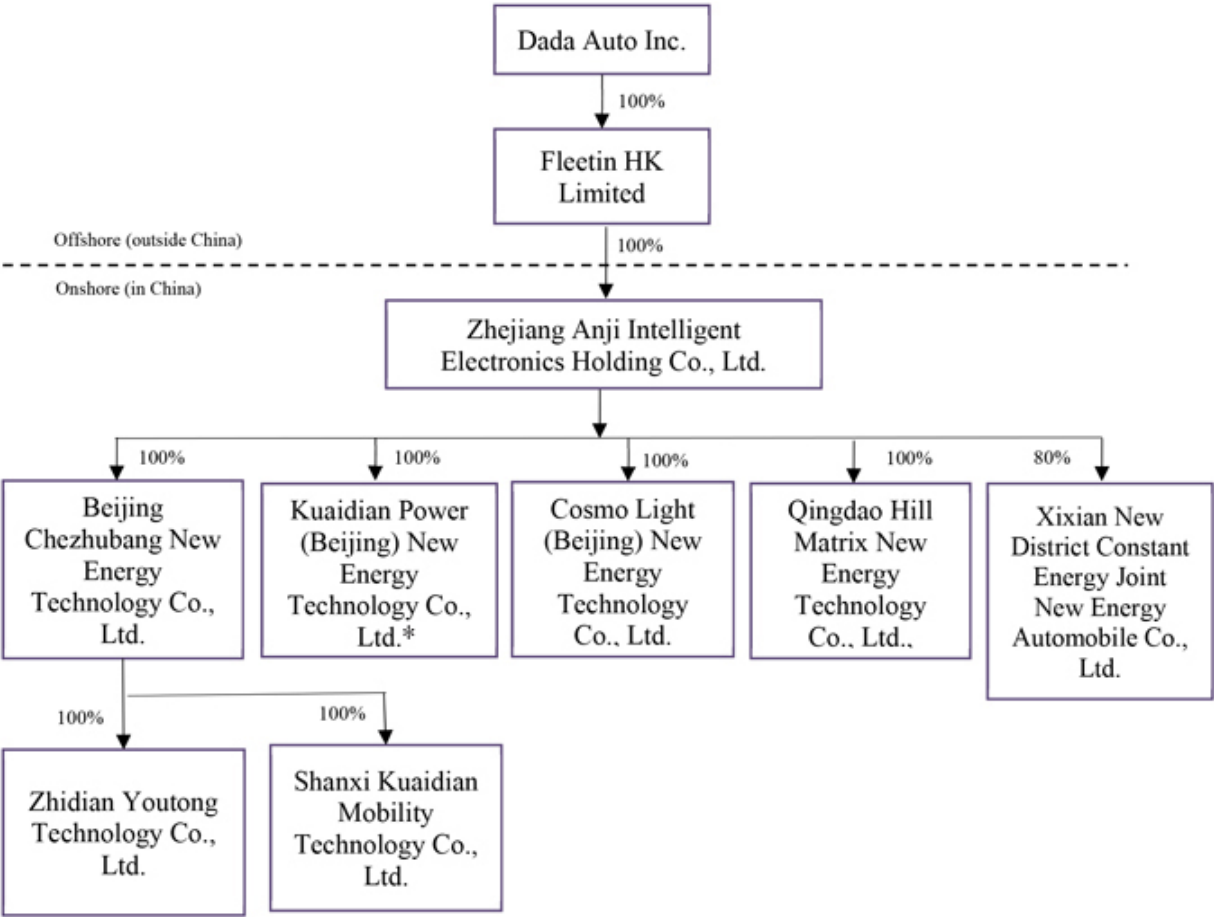 Dada Auto Inc.
100%
Fleetin HK
Limited
Offshore (outside China)
100%
Onshore (in China)
Zhejiang Anji Intelligent
Electronics Holding Co., Ltd.
100%
100%
100%
100%
80%
Beijing
Chezhubang New
Energy
Technology Co.,
Ltd.
Kuaidian Power
(Beijing) New
Energy
Technology Co.,
Ltd.*
Cosmo Light
(Beijing) New
Energy
Technology
Co., Ltd.
Qingdao Hill
Matrix New
Energy
Technology
Co., Ltd.,
Xixian New
District Constant
Energy Joint
New Energy
Automobile Co.,
Ltd.
100%
100%
Zhidian Youtong
Technology Co.,
Ltd.
Shanxi Kuaidian
Mobility
Technology Co.,
Ltd.